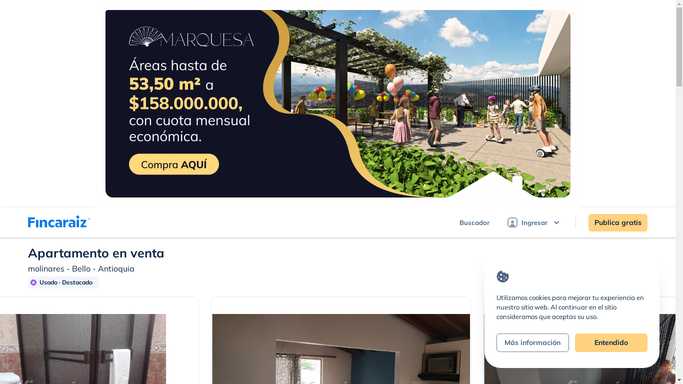 MARQUESA
Áreas hasta de
53,50 m² a
$158.000.000,
con cuota mensual
económica.
Compra AQUÍ
Fincaraíz
Buscador
Ingresar
Publica gratis
Apartamento en venta
molinares - Bello - Antioquia
Usado · Destacado
Utilizamos cookies para mejorar tu experiencia en
nuestro sitio web. Al continuar en el sitio
consideramos que aceptas su uso.
Más información
Entendido